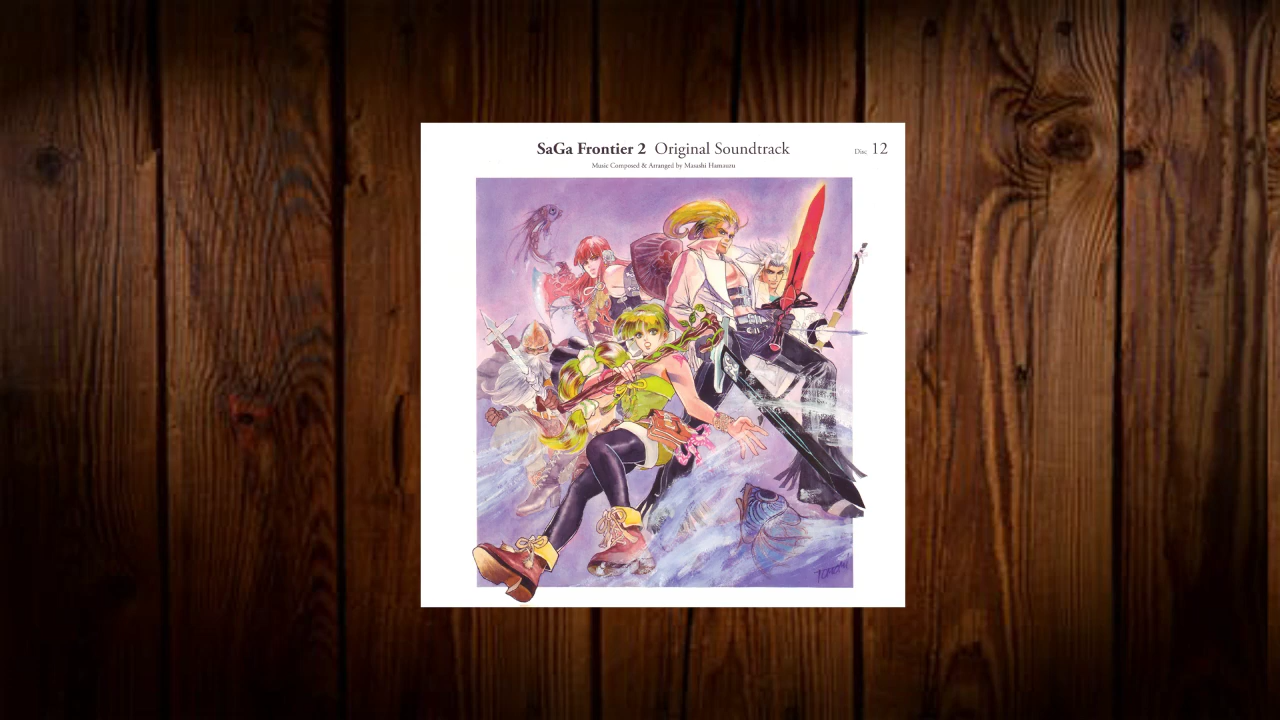 SaGa Frontier 2 Original Soundtrack
Disc 12
Music Composed & Arranged by Masashi Hamauzu